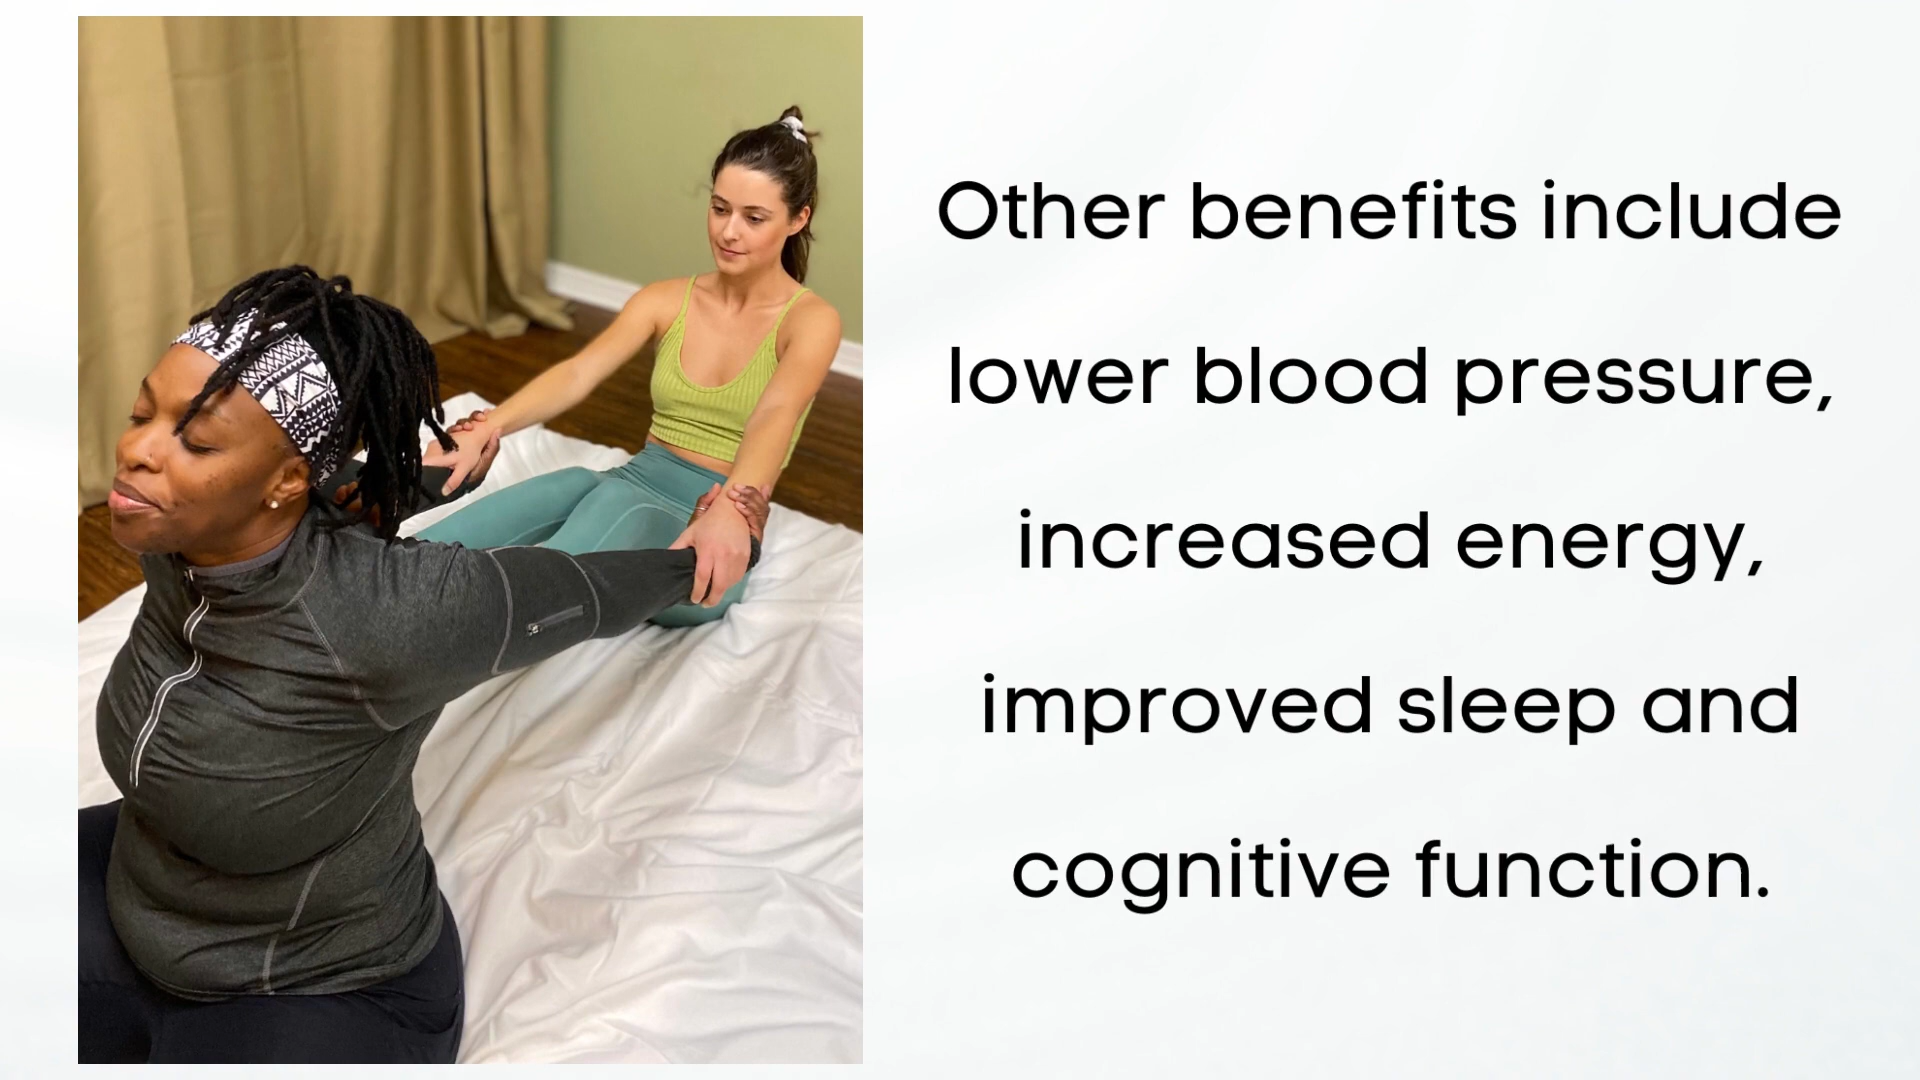 Other benefits include
lower blood pressure,
increased energy,
improved sleep and
cognitive function.